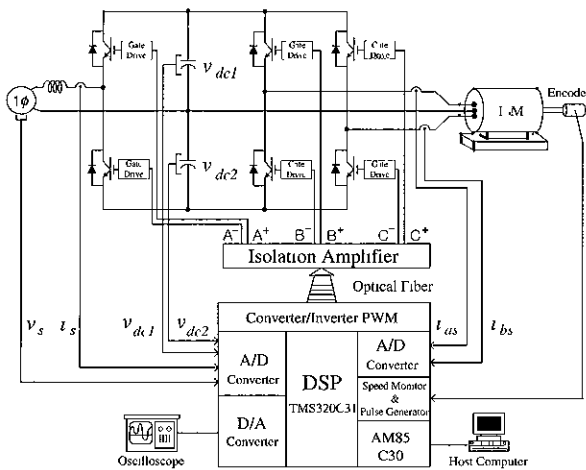 Gate
Drive
Gate
Drive
Gate
Drive
v dc1
1ϕ
Encode
I.M
v dc2
Gate
Drive
Gate
Drive
Gate
Drive
A⁻ A⁺ B⁻ B⁺ C⁻ C⁺
Isolation Amplifier
Optical Fiber
v s i s v dc1 v dc2
i as i bs
Converter/Inverter PWM
A/D
Converter
DSP
TMS320C31
A/D
Converter
Speed Monitor
&
Pulse Generator
D/A
Converter
AM85
C30
Oscilloscope
Host Computer